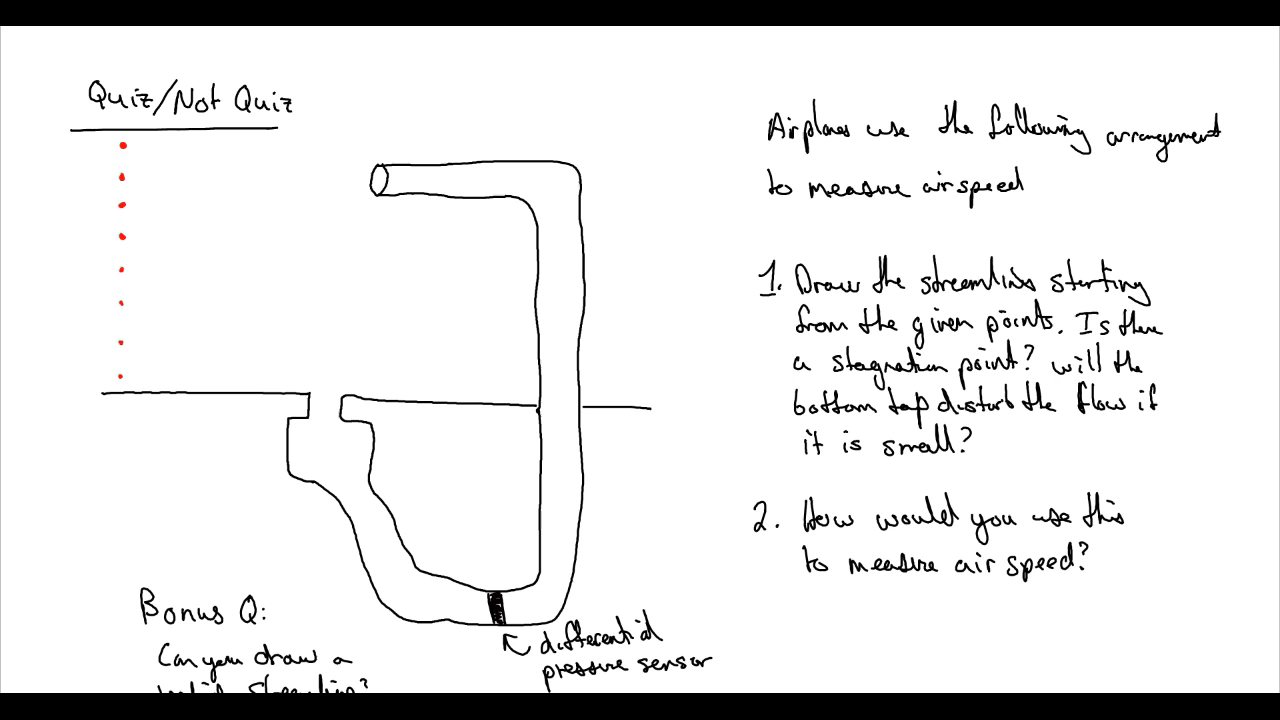 Quiz/Not Quiz
Airplanes use the following arrangement
to measure airspeed
1. Draw the streamlines starting
from the given points. Is there
a stagnation point? will the
bottom tap disturb the flow if
it is small?
2. How would you use this
to measure air speed?
Bonus Q:
Can you draw a
streamline?
differential
pressure sensor